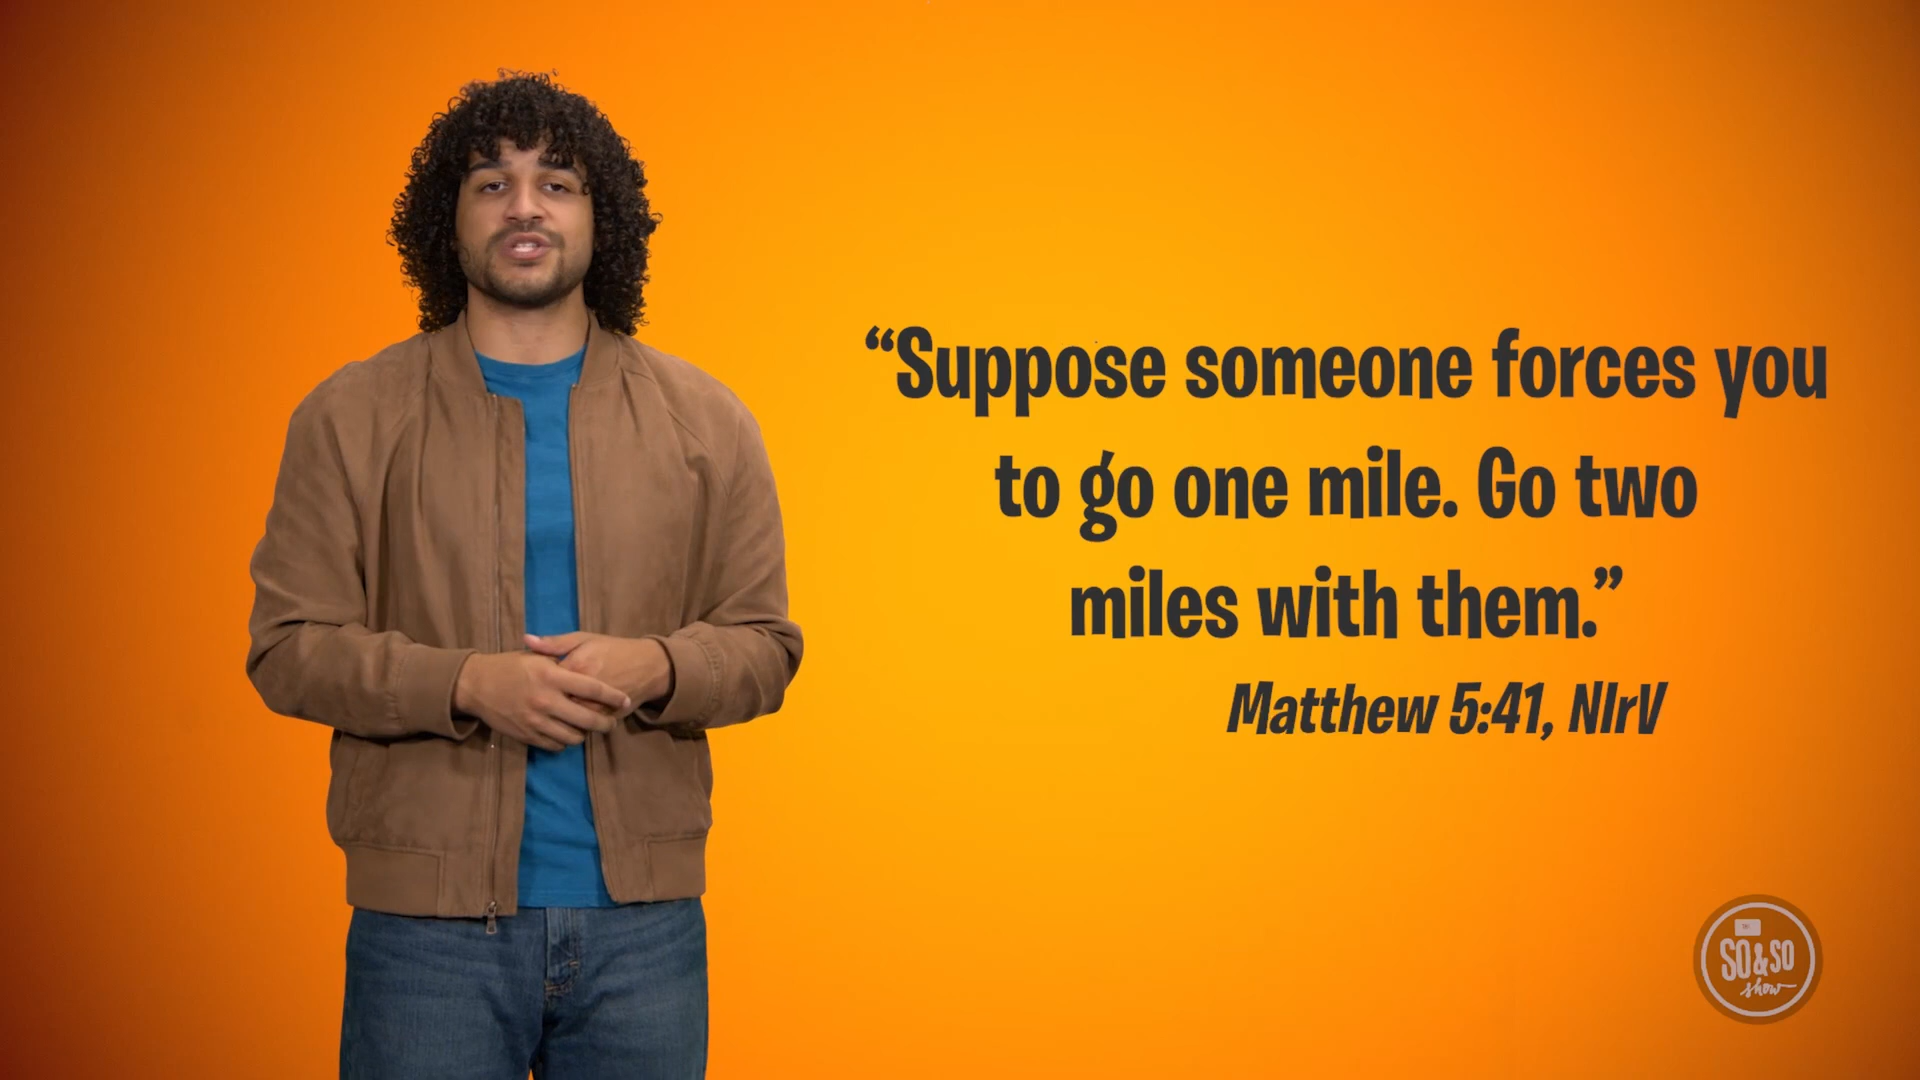 “Suppose someone forces you
to go one mile. Go two
miles with them.”
Matthew 5:41, NIrV
SO & SO
show